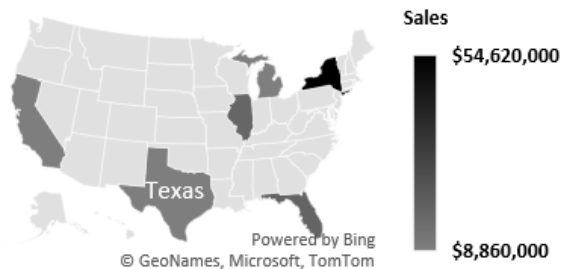 Sales
$54,620,000
Texas
$8,860,000
Powered by Bing
© GeoNames, Microsoft, TomTom